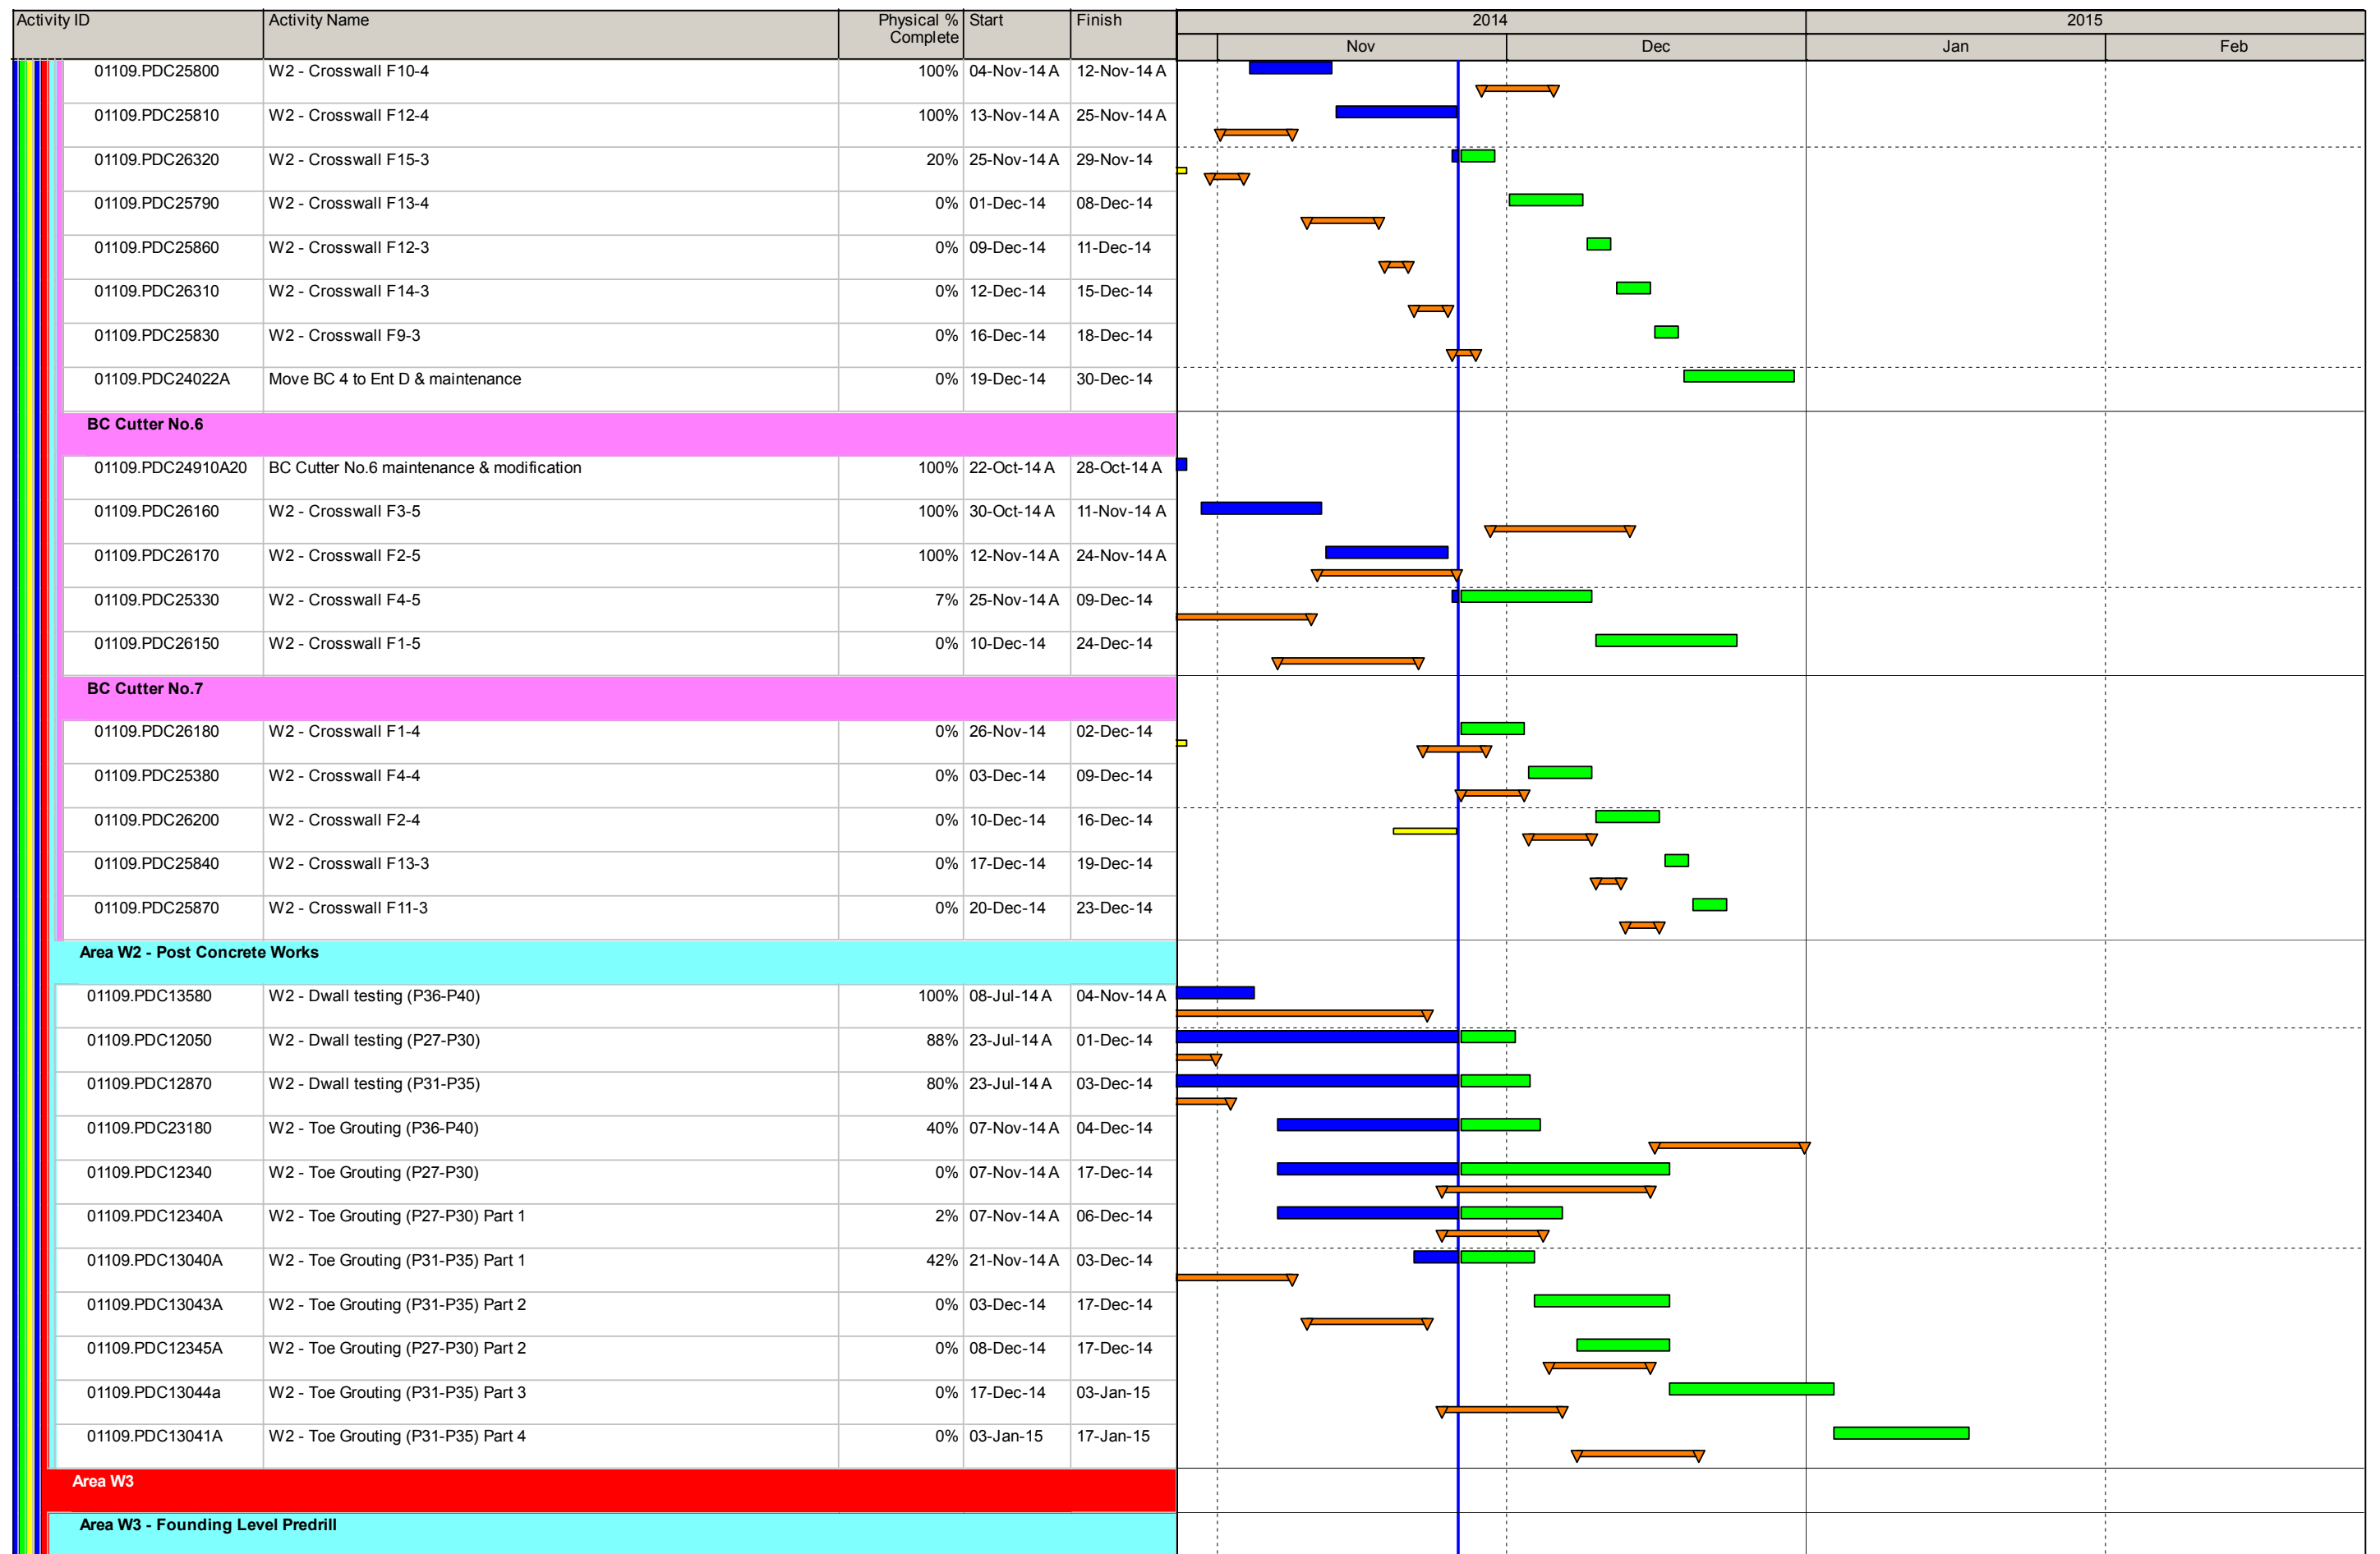 Activity ID Activity Name Physical % Complete Start Finish 2014 2015
Nov Dec Jan Feb
01109.PDC25800 W2 - Crosswall F10-4 100% 04-Nov-14 A 12-Nov-14 A
01109.PDC25810 W2 - Crosswall F12-4 100% 13-Nov-14 A 25-Nov-14 A
01109.PDC26320 W2 - Crosswall F15-3 20% 25-Nov-14 A 29-Nov-14
01109.PDC25790 W2 - Crosswall F13-4 0% 01-Dec-14 08-Dec-14
01109.PDC25860 W2 - Crosswall F12-3 0% 09-Dec-14 11-Dec-14
01109.PDC26310 W2 - Crosswall F14-3 0% 12-Dec-14 15-Dec-14
01109.PDC25830 W2 - Crosswall F9-3 0% 16-Dec-14 18-Dec-14
01109.PDC24022A Move BC 4 to Ent D & maintenance 0% 19-Dec-14 30-Dec-14
BC Cutter No.6
01109.PDC24910A20 BC Cutter No.6 maintenance & modification 100% 22-Oct-14 A 28-Oct-14 A
01109.PDC26160 W2 - Crosswall F3-5 100% 30-Oct-14 A 11-Nov-14 A
01109.PDC26170 W2 - Crosswall F2-5 100% 12-Nov-14 A 24-Nov-14 A
01109.PDC25330 W2 - Crosswall F4-5 7% 25-Nov-14 A 09-Dec-14
01109.PDC26150 W2 - Crosswall F1-5 0% 10-Dec-14 24-Dec-14
BC Cutter No.7
01109.PDC26180 W2 - Crosswall F1-4 0% 26-Nov-14 02-Dec-14
01109.PDC25380 W2 - Crosswall F4-4 0% 03-Dec-14 09-Dec-14
01109.PDC26200 W2 - Crosswall F2-4 0% 10-Dec-14 16-Dec-14
01109.PDC25840 W2 - Crosswall F13-3 0% 17-Dec-14 19-Dec-14
01109.PDC25870 W2 - Crosswall F11-3 0% 20-Dec-14 23-Dec-14
Area W2 - Post Concrete Works
01109.PDC13580 W2 - Dwall testing (P36-P40) 100% 08-Jul-14 A 04-Nov-14 A
01109.PDC12050 W2 - Dwall testing (P27-P30) 88% 23-Jul-14 A 01-Dec-14
01109.PDC12870 W2 - Dwall testing (P31-P35) 80% 23-Jul-14 A 03-Dec-14
01109.PDC23180 W2 - Toe Grouting (P36-P40) 40% 07-Nov-14 A 04-Dec-14
01109.PDC12340 W2 - Toe Grouting (P27-P30) 0% 07-Nov-14 A 17-Dec-14
01109.PDC12340A W2 - Toe Grouting (P27-P30) Part 1 2% 07-Nov-14 A 06-Dec-14
01109.PDC13040A W2 - Toe Grouting (P31-P35) Part 1 42% 21-Nov-14 A 03-Dec-14
01109.PDC13043A W2 - Toe Grouting (P31-P35) Part 2 0% 03-Dec-14 17-Dec-14
01109.PDC12345A W2 - Toe Grouting (P27-P30) Part 2 0% 08-Dec-14 17-Dec-14
01109.PDC13044a W2 - Toe Grouting (P31-P35) Part 3 0% 17-Dec-14 03-Jan-15
01109.PDC13041A W2 - Toe Grouting (P31-P35) Part 4 0% 03-Jan-15 17-Jan-15
Area W3
Area W3 - Founding Level Predrill